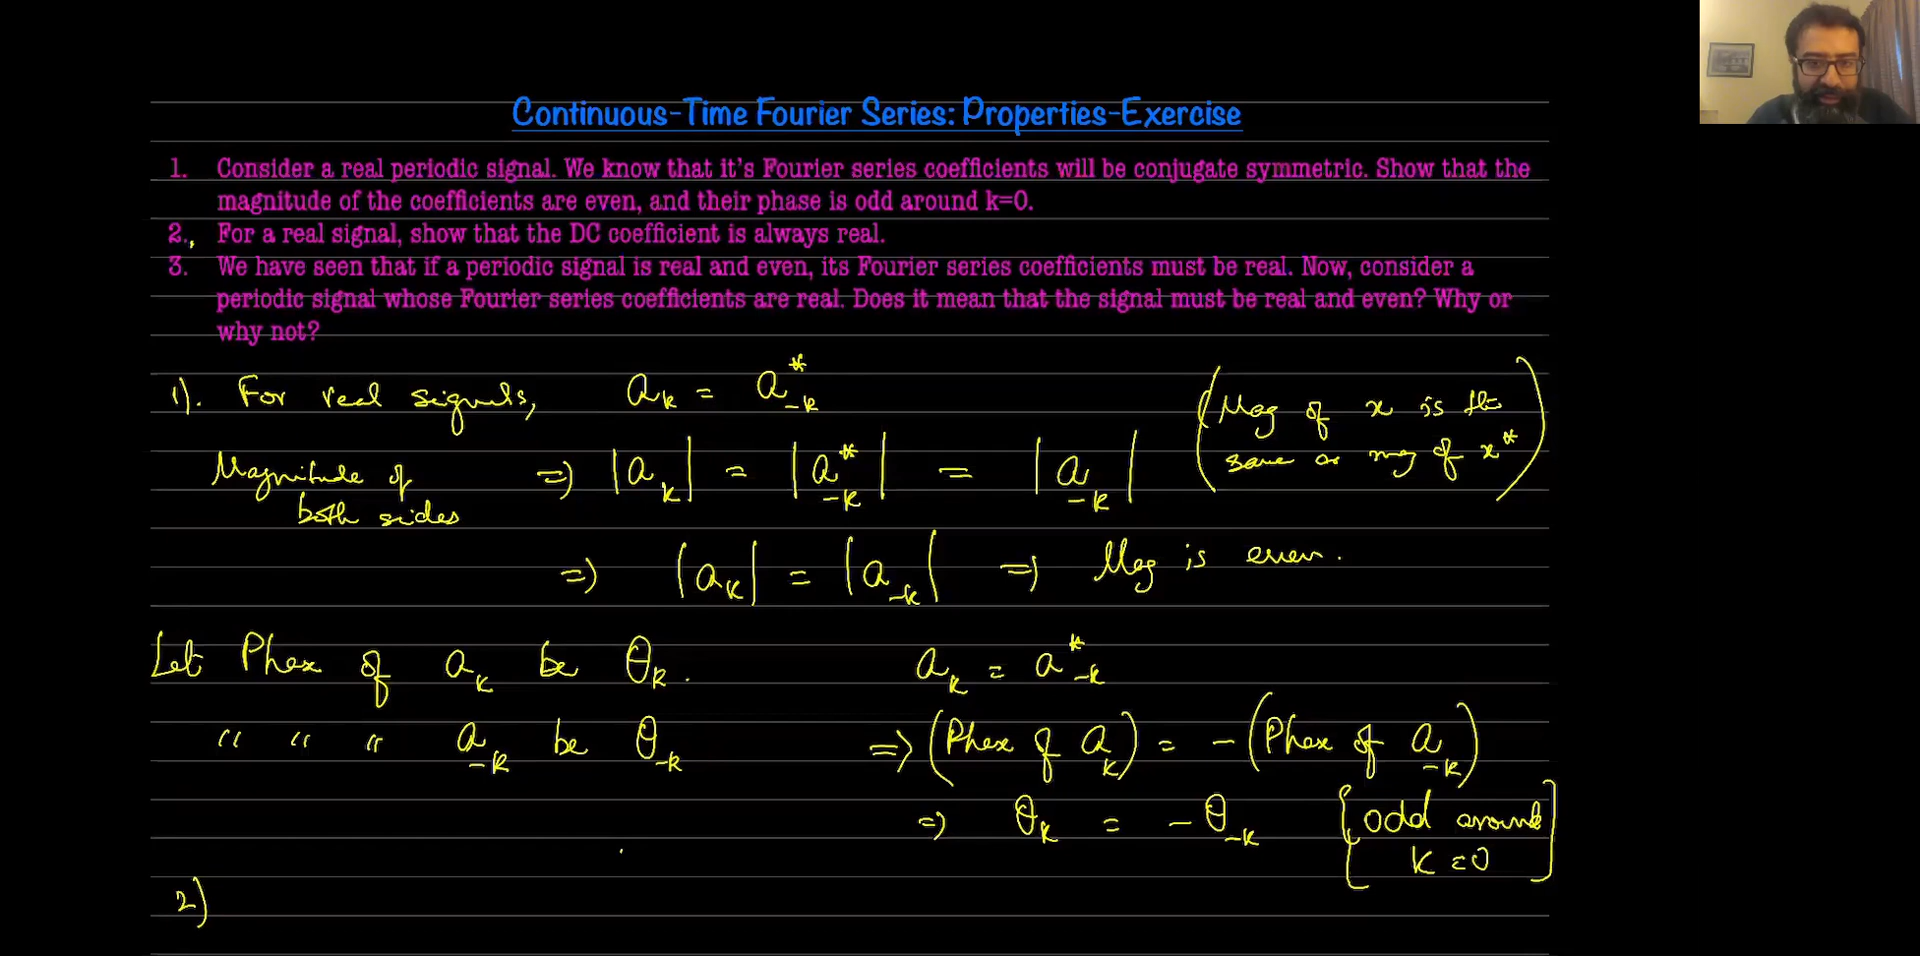 Continuous-Time Fourier Series: Properties-Exercise
1. Consider a real periodic signal. We know that it's Fourier series coefficients will be conjugate symmetric. Show that the
magnitude of the coefficients are even, and their phase is odd around k=0.
2. For a real signal, show that the DC coefficient is always real.
3. We have seen that if a periodic signal is real and even, its Fourier series coefficients must be real. Now, consider a
periodic signal whose Fourier series coefficients are real. Does it mean that the signal must be real and even? Why or
why not?
1). For real signals, a_k = a*_{-k}
(Mag of x is the
same as mag of x*)
Magnitude of
both sides
=> |a_k| = |a*_{-k}| = |a_{-k}|
=> |a_k| = |a_{-k}| => Mag is even.
Let Phase of a_k be θ_k. a_k = a*_{-k}
" " " a_{-k} be θ_{-k} => (Phase of a_k) = -(Phase of a_{-k})
=> θ_k = -θ_{-k} [odd around
k=0]
2)